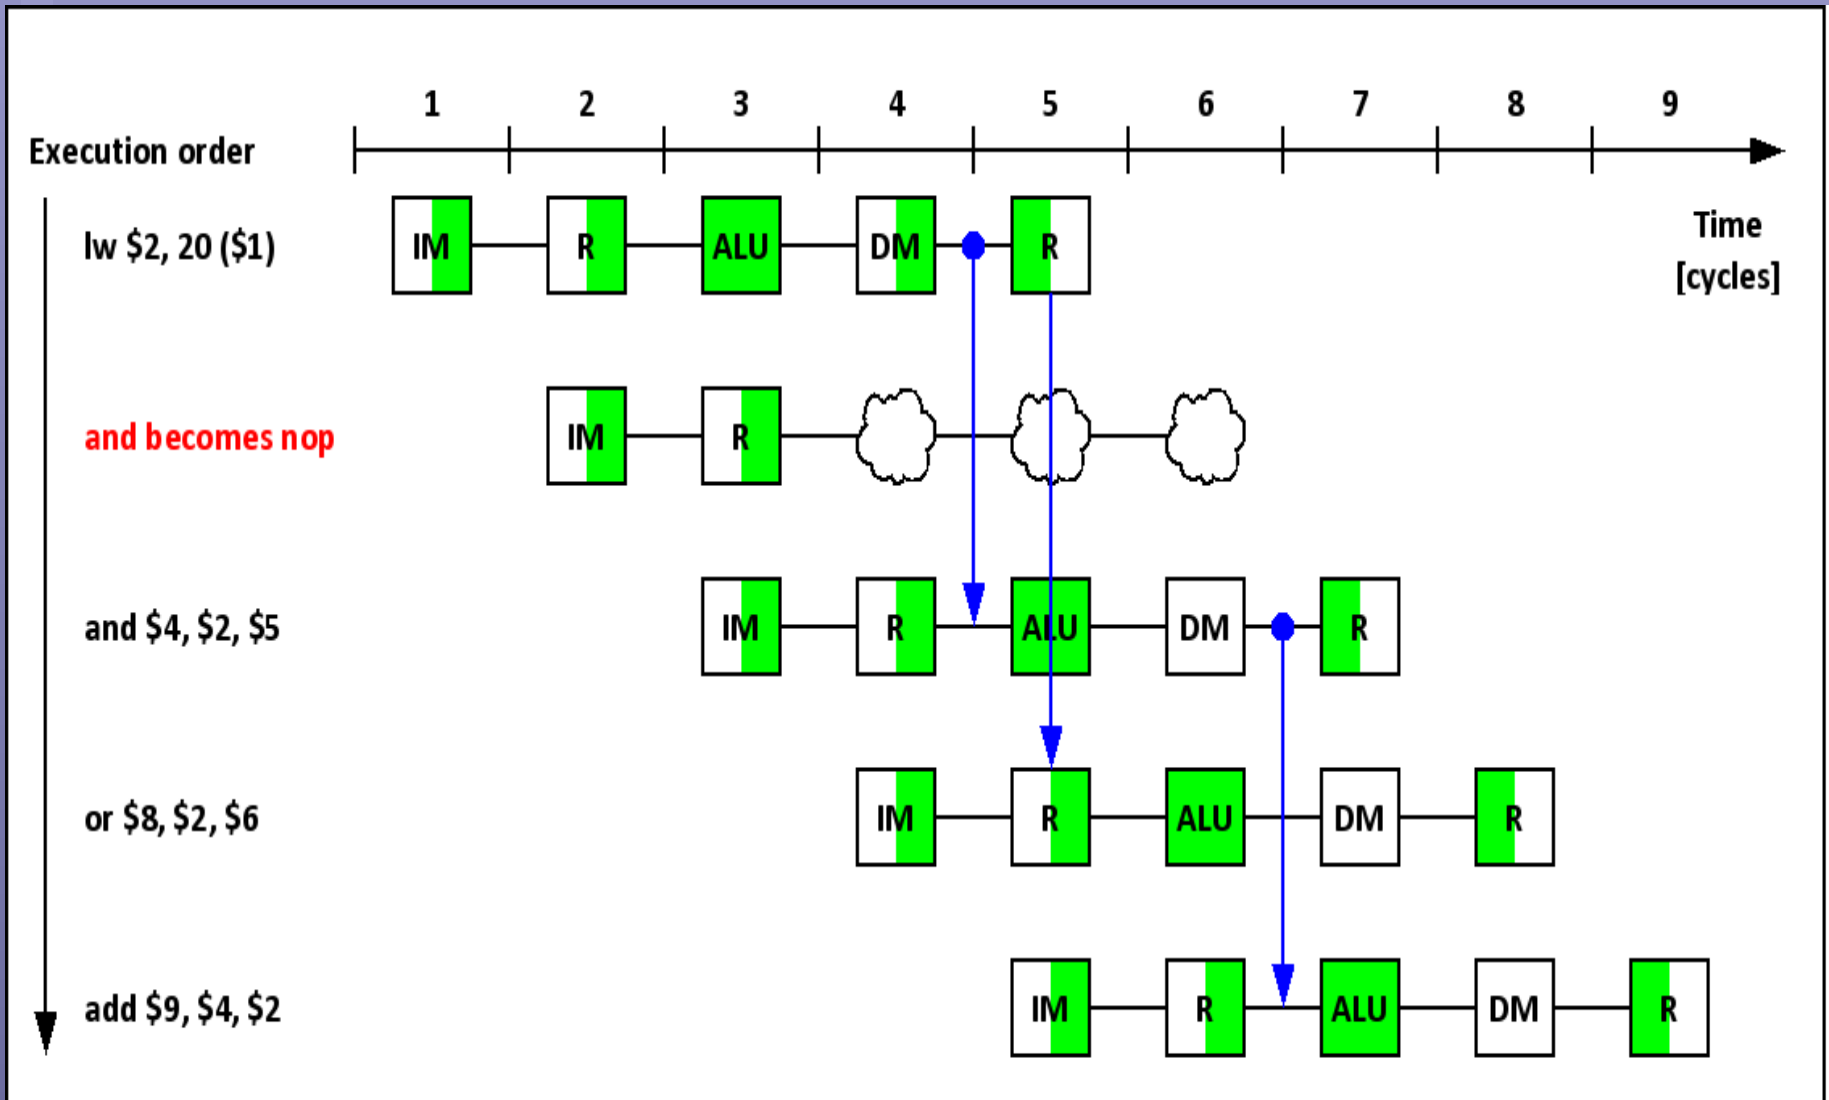 1 2 3 4 5 6 7 8 9
Execution order
Time
[cycles]
lw $2, 20 ($1) IM R ALU DM R
and becomes nop IM R
and $4, $2, $5 IM R ALU DM R
or $8, $2, $6 IM R ALU DM R
add $9, $4, $2 IM R ALU DM R